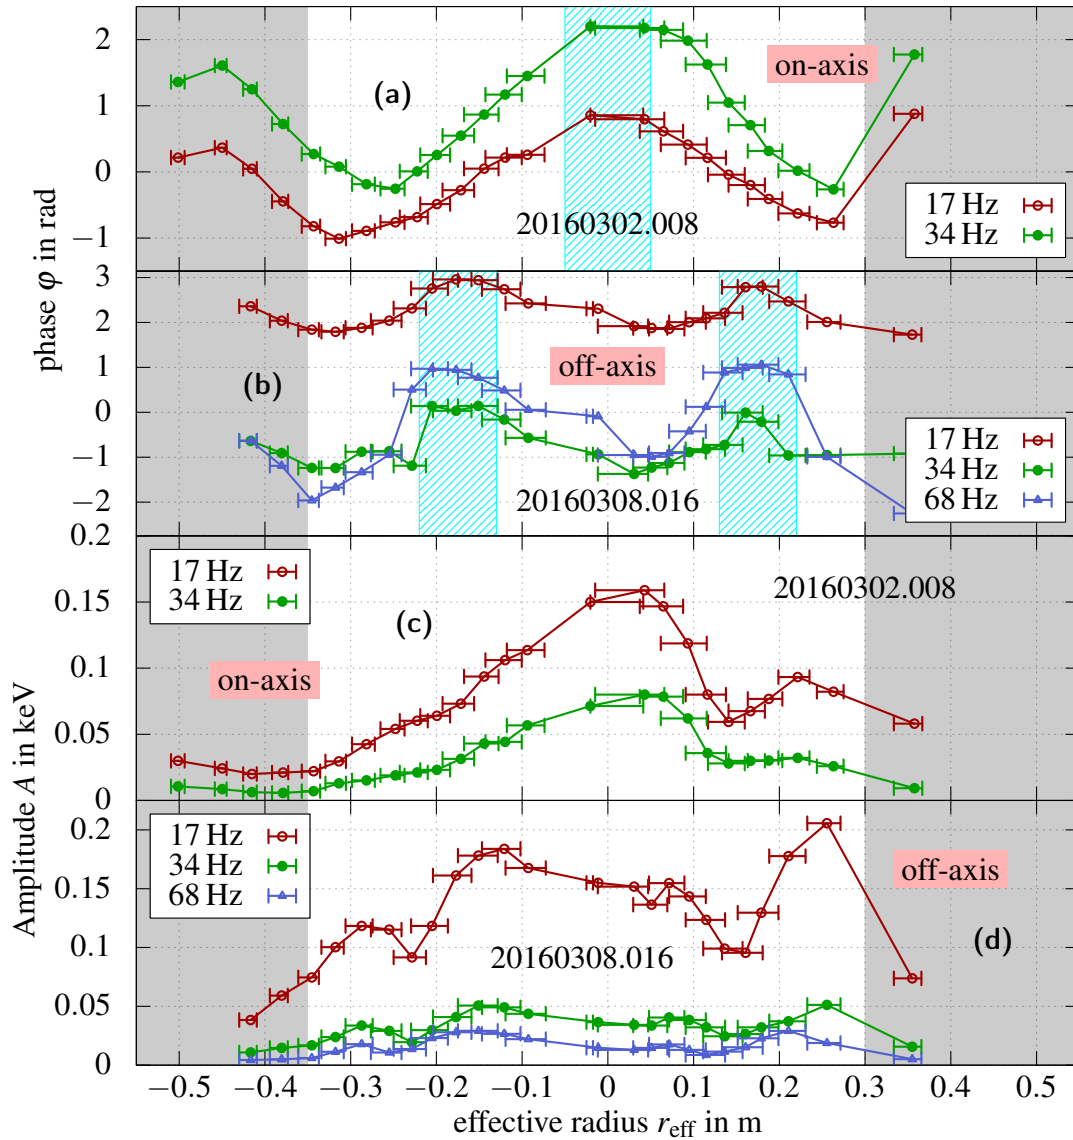 2
1
0
−1
phase φ in rad
(a)
on-axis
20160302.008
17 Hz
34 Hz
3
2
1
0
−1
−2
(b)
off-axis
20160308.016
17 Hz
34 Hz
68 Hz
0.2
0.15
0.1
0.05
0
Amplitude A in keV
17 Hz
34 Hz
(c)
20160302.008
on-axis
0.2
0.15
0.1
0.05
0
17 Hz
34 Hz
68 Hz
off-axis
20160308.016
(d)
−0.5 −0.4 −0.3 −0.2 −0.1 0 0.1 0.2 0.3 0.4 0.5
effective radius reff in m